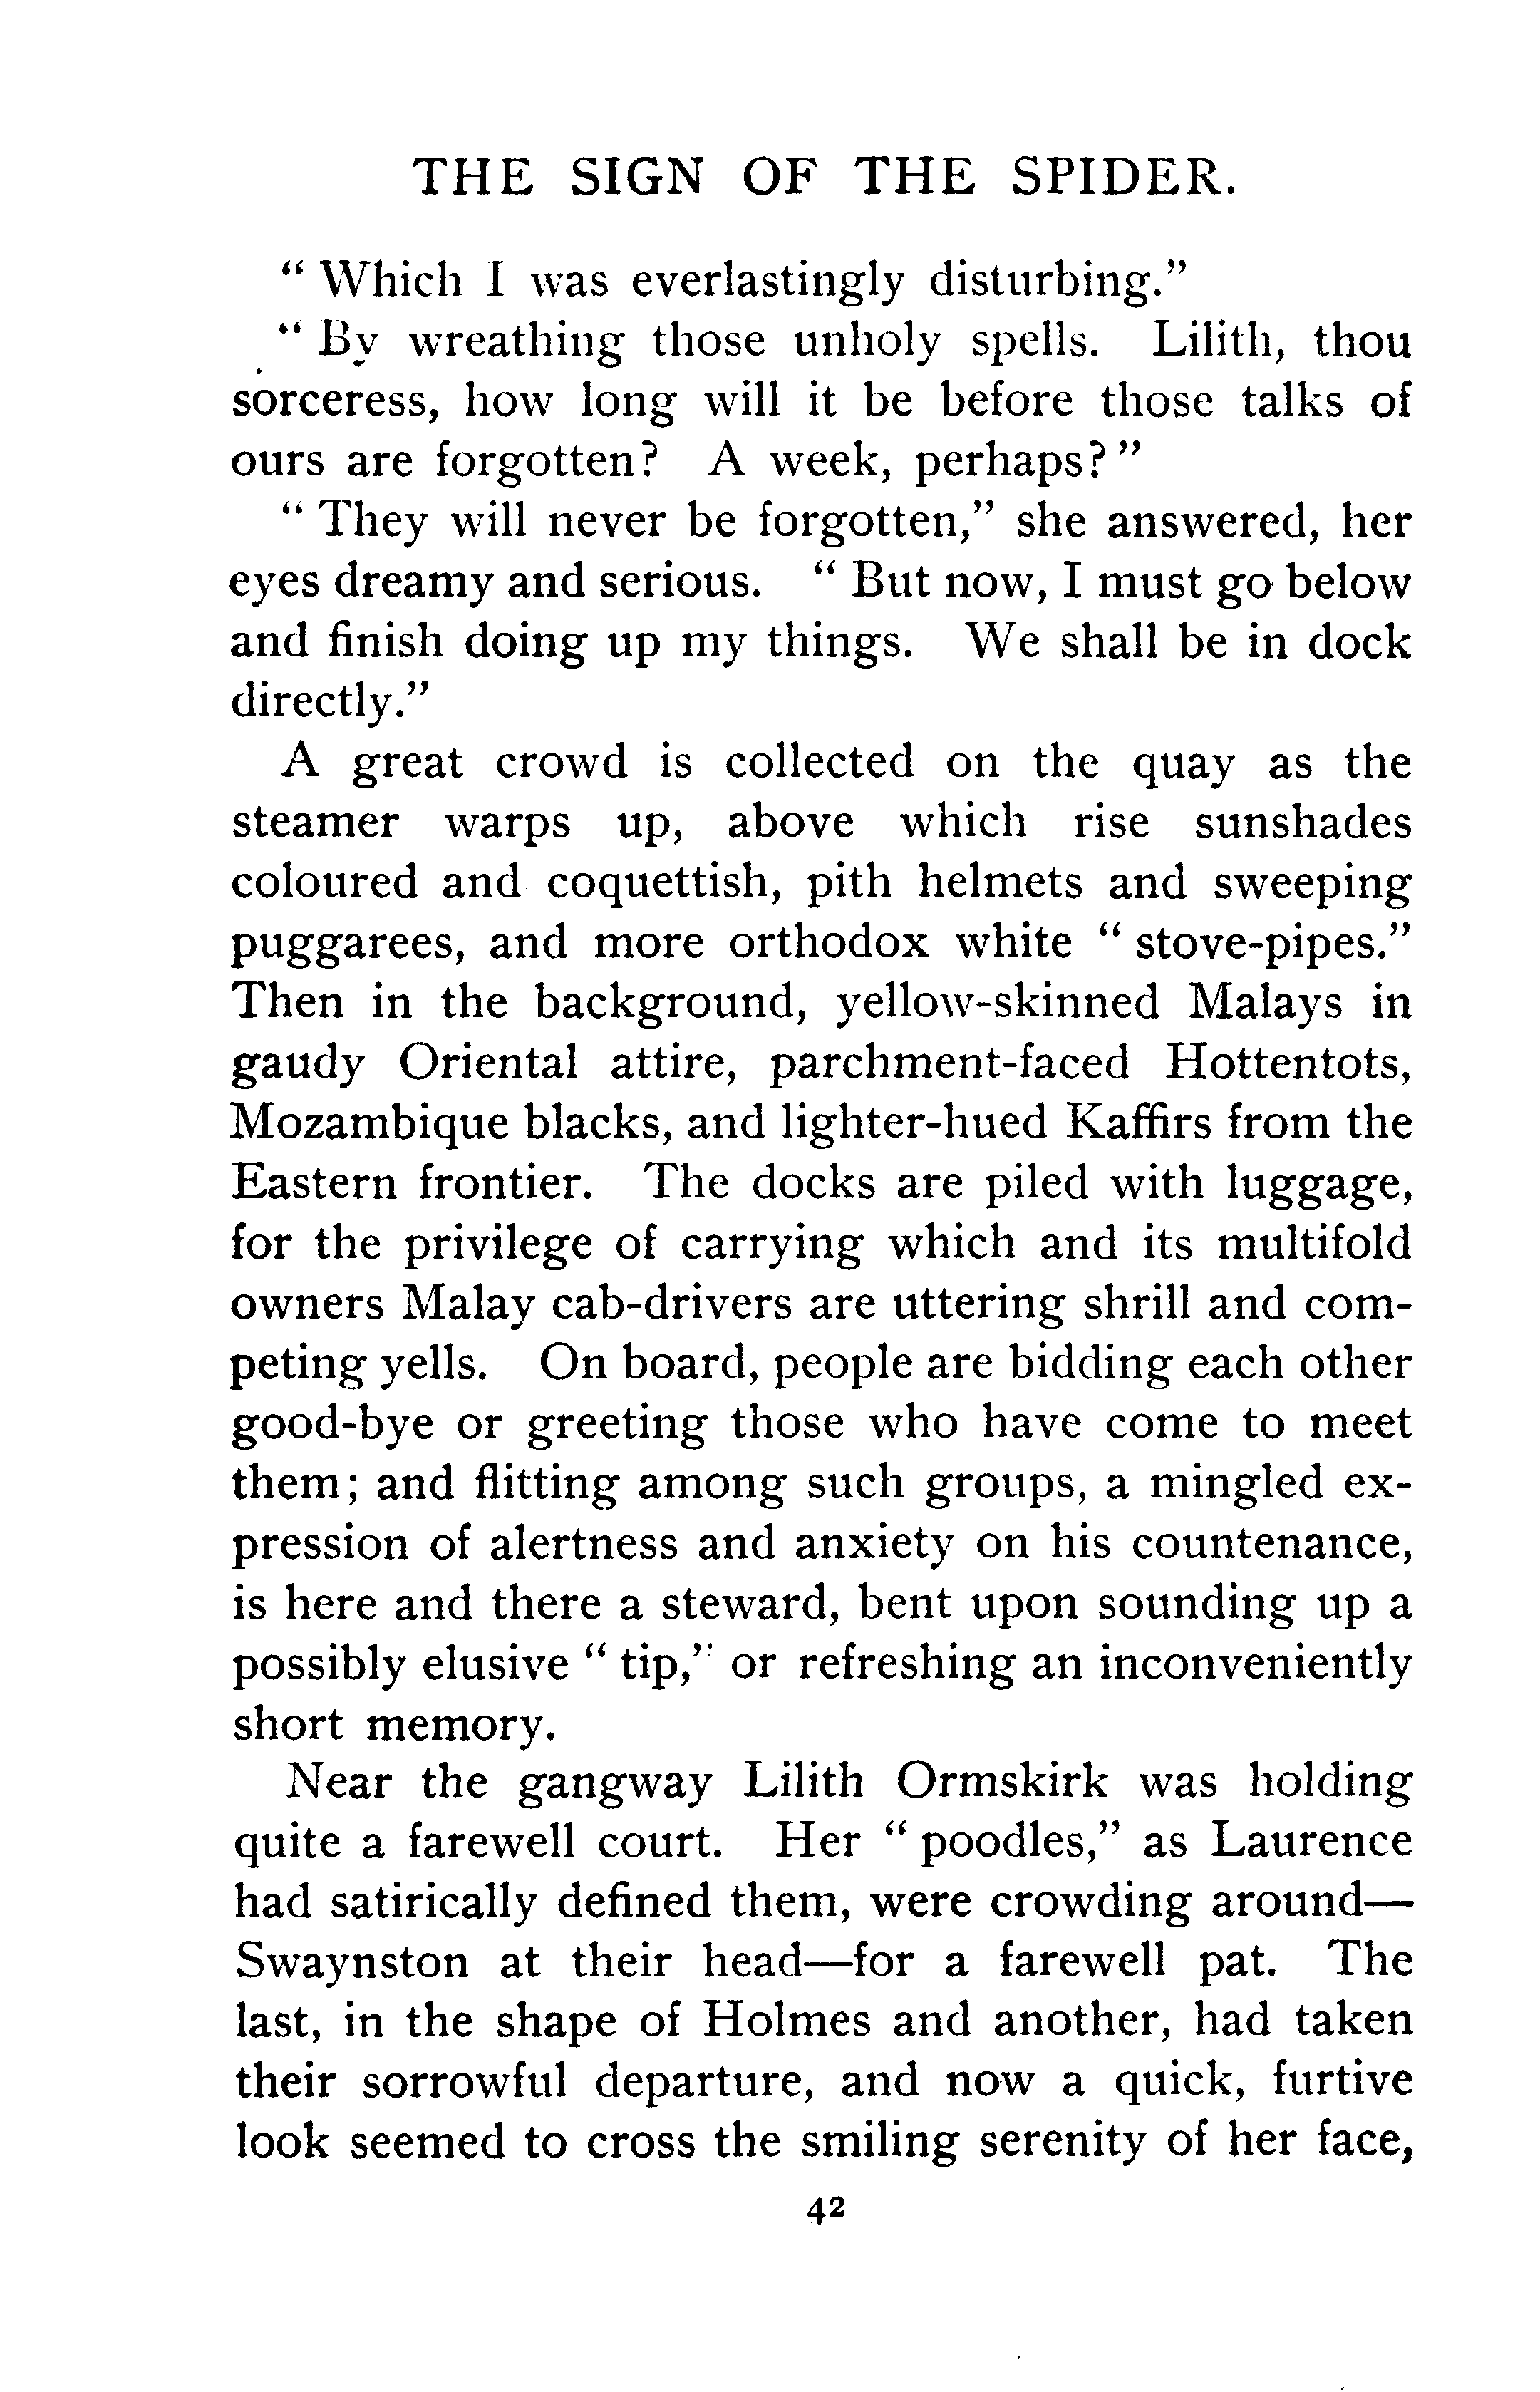 THE SIGN OF THE SPIDER.
“ Which I was everlastingly disturbing.”
“ By wreathing those unholy spells. Lilith, thou
sorceress, how long will it be before those talks of
ours are forgotten? A week, perhaps? ”
“ They will never be forgotten,” she answered, her
eyes dreamy and serious. “ But now, I must go below
and finish doing up my things. We shall be in dock
directly.”
A great crowd is collected on the quay as the
steamer warps up, above which rise sunshades
coloured and coquettish, pith helmets and sweeping
puggarees, and more orthodox white “ stove-pipes.”
Then in the background, yellow-skinned Malays in
gaudy Oriental attire, parchment-faced Hottentots,
Mozambique blacks, and lighter-hued Kaffirs from the
Eastern frontier. The docks are piled with luggage,
for the privilege of carrying which and its multifold
owners Malay cab-drivers are uttering shrill and com-
peting yells. On board, people are bidding each other
good-bye or greeting those who have come to meet
them; and flitting among such groups, a mingled ex-
pression of alertness and anxiety on his countenance,
is here and there a steward, bent upon sounding up a
possibly elusive “ tip,” or refreshing an inconveniently
short memory.
Near the gangway Lilith Ormskirk was holding
quite a farewell court. Her “ poodles,” as Laurence
had satirically defined them, were crowding around—
Swaynston at their head—for a farewell pat. The
last, in the shape of Holmes and another, had taken
their sorrowful departure, and now a quick, furtive
look seemed to cross the smiling serenity of her face,
42